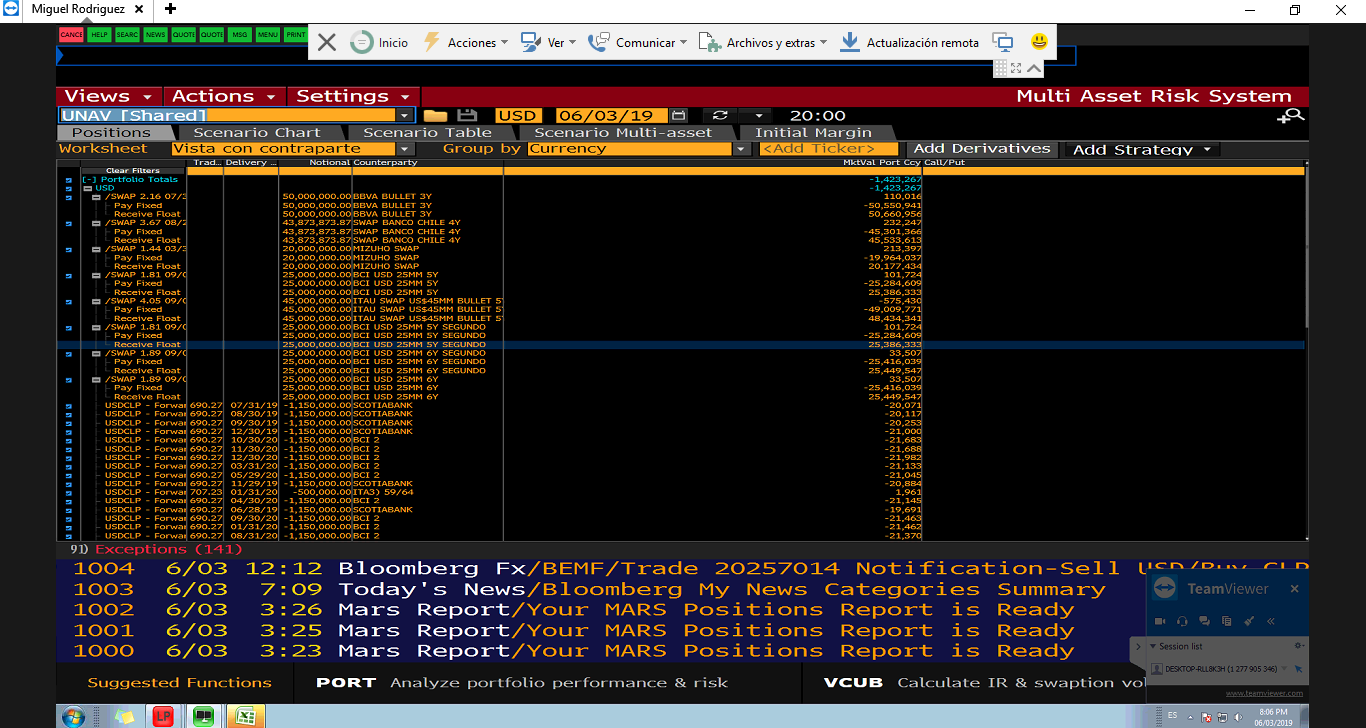 Miguel Rodriguez
CANCE HELP SEARC NEWS QUOTE QUOTE MSG MENU PRINT
Inicio Acciones Ver Comunicar Archivos y extras Actualización remota
Views Actions Settings Multi Asset Risk System
UNAV [Shared] USD 06/03/19 20:00
Positions Scenario Chart Scenario Table Scenario Multi-asset Initial Margin
Worksheet Vista con contraparte Group by Currency <Add Ticker> Add Derivatives Add Strategy
Trad... Delivery ... Notional Counterparty MktVal Port Ccy Call/Put
Clear Filters
[-] Portfolio Totals -1,423,267
USD -1,423,267
/SWAP 2.16 07/3 50,000,000.00 BBVA BULLET 3Y 110,016
Pay Fixed 50,000,000.00 BBVA BULLET 3Y -50,550,941
Receive Float 50,000,000.00 BBVA BULLET 3Y 50,660,956
/SWAP 3.67 08/2 43,873,873.87 SWAP BANCO CHILE 4Y 232,247
Pay Fixed 43,873,873.87 SWAP BANCO CHILE 4Y -45,301,366
Receive Float 43,873,873.87 SWAP BANCO CHILE 4Y 45,533,613
/SWAP 1.44 03/3 20,000,000.00 MIZUHO SWAP 213,397
Pay Fixed 20,000,000.00 MIZUHO SWAP -19,964,037
Receive Float 20,000,000.00 MIZUHO SWAP 20,177,434
/SWAP 1.81 09/0 25,000,000.00 BCI USD 25MM 5Y 101,724
Pay Fixed 25,000,000.00 BCI USD 25MM 5Y -25,284,609
Receive Float 25,000,000.00 BCI USD 25MM 5Y 25,386,333
/SWAP 4.05 09/0 45,000,000.00 ITAU SWAP US$45MM BULLET 5Y -575,430
Pay Fixed 45,000,000.00 ITAU SWAP US$45MM BULLET 5Y -49,009,771
Receive Float 45,000,000.00 ITAU SWAP US$45MM BULLET 5Y 48,434,341
/SWAP 1.81 09/0 25,000,000.00 BCI USD 25MM 5Y SEGUNDO 101,724
Pay Fixed 25,000,000.00 BCI USD 25MM 5Y SEGUNDO -25,284,609
Receive Float 25,000,000.00 BCI USD 25MM 5Y SEGUNDO 25,386,333
/SWAP 1.89 09/0 25,000,000.00 BCI USD 25MM 6Y SEGUNDO 33,507
Pay Fixed 25,000,000.00 BCI USD 25MM 6Y SEGUNDO -25,416,039
Receive Float 25,000,000.00 BCI USD 25MM 6Y SEGUNDO 25,449,547
/SWAP 1.89 09/0 25,000,000.00 BCI USD 25MM 6Y 33,507
Pay Fixed 25,000,000.00 BCI USD 25MM 6Y -25,416,039
Receive Float 25,000,000.00 BCI USD 25MM 6Y 25,449,547
USDCLP - Forwar 690.27 07/31/19 -1,150,000.00 SCOTIABANK -20,071
USDCLP - Forwar 690.27 08/30/19 -1,150,000.00 SCOTIABANK -20,117
USDCLP - Forwar 690.27 09/30/19 -1,150,000.00 SCOTIABANK -20,253
USDCLP - Forwar 690.27 12/30/19 -1,150,000.00 SCOTIABANK -21,000
USDCLP - Forwar 690.27 10/30/20 -1,150,000.00 BCI 2 -21,683
USDCLP - Forwar 690.27 11/30/20 -1,150,000.00 BCI 2 -21,688
USDCLP - Forwar 690.27 12/30/20 -1,150,000.00 BCI 2 -21,982
USDCLP - Forwar 690.27 03/31/20 -1,150,000.00 BCI 2 -21,133
USDCLP - Forwar 690.27 05/29/20 -1,150,000.00 BCI 2 -21,045
USDCLP - Forwar 690.27 11/29/19 -1,150,000.00 SCOTIABANK -20,884
USDCLP - Forwar 707.23 01/31/20 -500,000.00 ITA3) 59/64 1,961
USDCLP - Forwar 690.27 04/30/20 -1,150,000.00 BCI 2 -21,145
USDCLP - Forwar 690.27 06/28/19 -1,150,000.00 SCOTIABANK -19,691
USDCLP - Forwar 690.27 09/30/20 -1,150,000.00 BCI 2 -21,463
USDCLP - Forwar 690.27 01/31/20 -1,150,000.00 BCI 2 -21,462
USDCLP - Forwar 690.27 08/31/20 -1,150,000.00 BCI 2 -21,370
91) Exceptions (141)
1004 6/03 12:12 Bloomberg Fx/BEMF/Trade 20257014 Notification-Sell USD/Buy CLP
1003 6/03 7:09 Today's News/Bloomberg My News Categories Summary
1002 6/03 3:26 Mars Report/Your MARS Positions Report is Ready
1001 6/03 3:25 Mars Report/Your MARS Positions Report is Ready
1000 6/03 3:23 Mars Report/Your MARS Positions Report is Ready
TeamViewer
Session list
DESKTOP-RLL8K3H (1 277 905 346)
www.teamviewer.com
Suggested Functions PORT Analyze portfolio performance & risk VCUB Calculate IR & swaption vol
LP ES 8:06 PM
06/03/2019